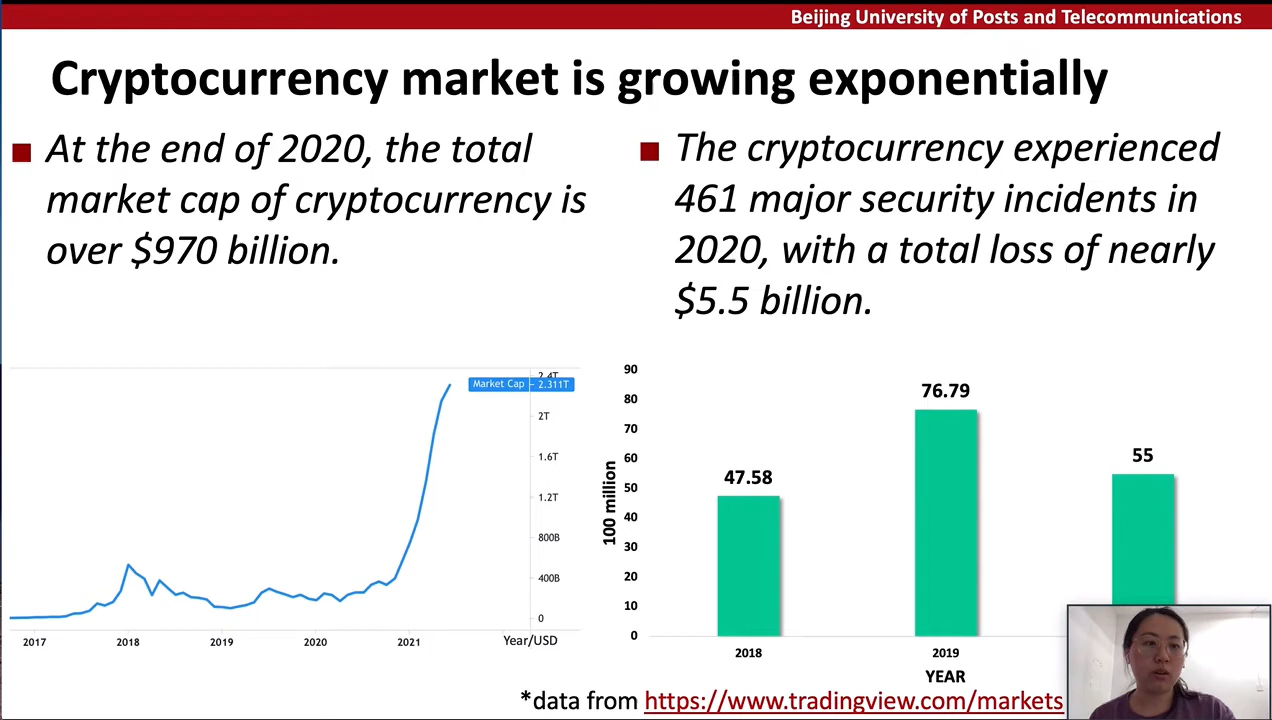 Beijing University of Posts and Telecommunications
Cryptocurrency market is growing exponentially
At the end of 2020, the total
market cap of cryptocurrency is
over $970 billion.
The cryptocurrency experienced
461 major security incidents in
2020, with a total loss of nearly
$5.5 billion.
2.4T
Market Cap
2.311T
2T
1.6T
1.2T
800B
400B
0
2017
2018
2019
2020
2021
Year/USD
90
80
70
60
50
40
30
20
10
0
100 million
47.58
76.79
55
2018
2019
YEAR
*data from https://www.tradingview.com/markets